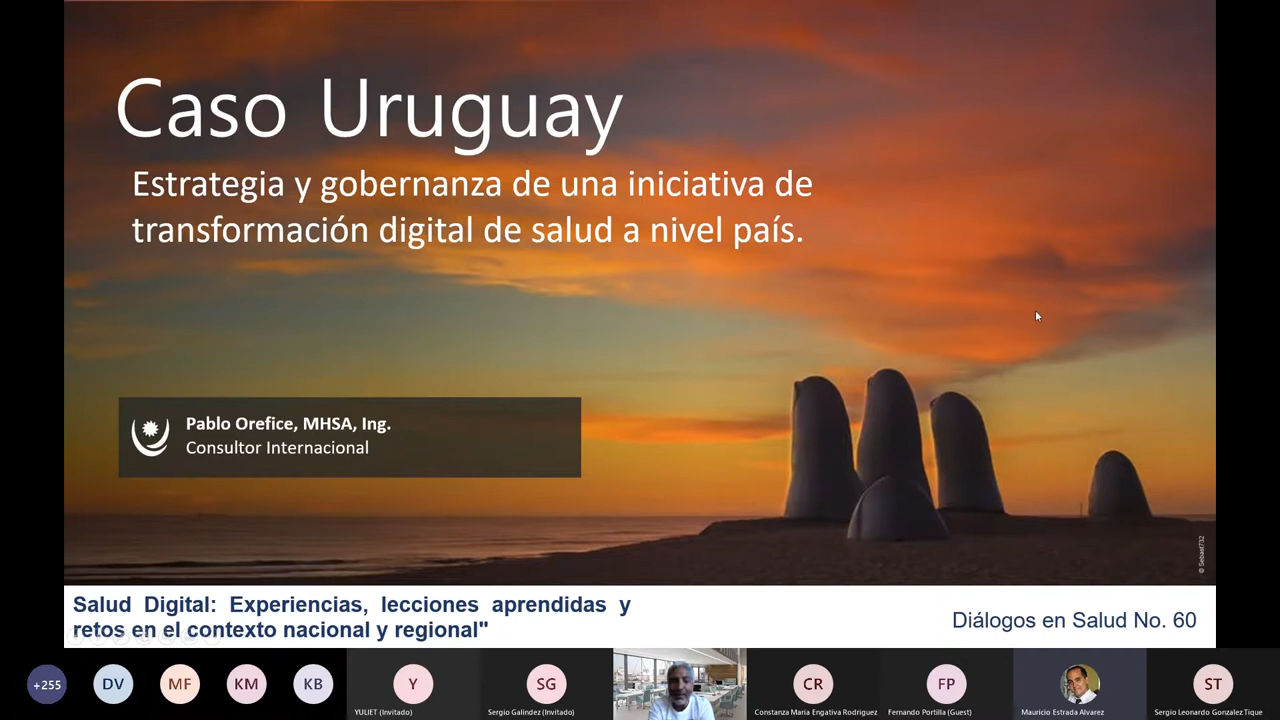 Caso Uruguay
Estrategia y gobernanza de una iniciativa de
transformación digital de salud a nivel país.
Pablo Orefice, MHSA, Ing.
Consultor Internacional
© Sebast732
Salud Digital: Experiencias, lecciones aprendidas y
retos en el contexto nacional y regional"
Diálogos en Salud No. 60
+255
DV
MF
KM
KB
Y
YULIET (Invitado)
SG
Sergio Galindez (Invitado)
CR
Constanza Maria Engativa Rodriguez
FP
Fernando Portilla (Guest)
Mauricio Estrada Alvarez
ST
Sergio Leonardo Gonzalez Tique